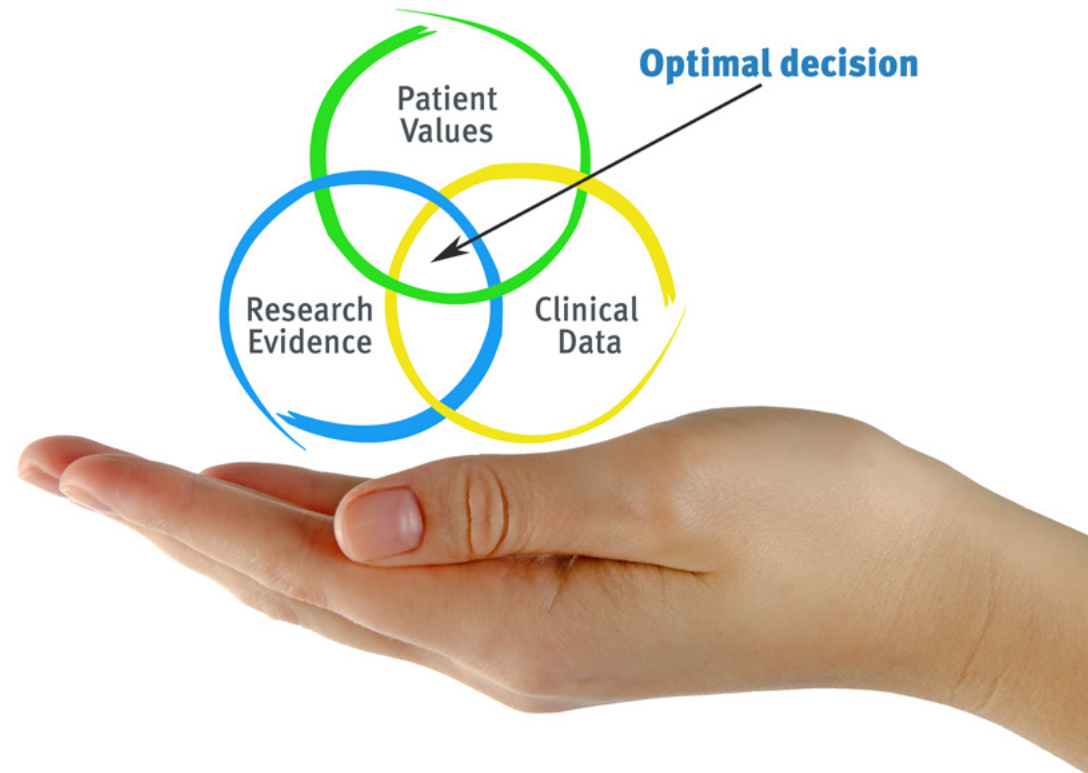 Optimal decision
Patient
Values
Research
Evidence
Clinical
Data